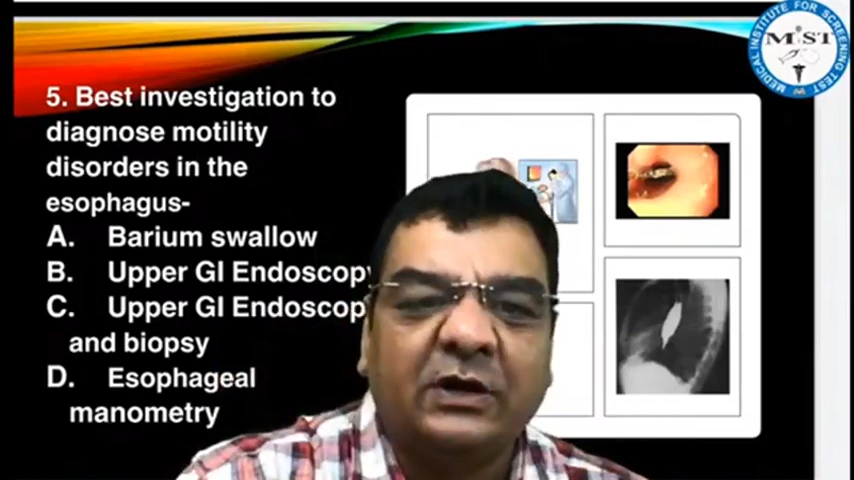 5. Best investigation to
diagnose motility
disorders in the
esophagus-
A. Barium swallow
B. Upper GI Endoscopy
C. Upper GI Endoscop
and biopsy
D. Esophageal
manometry
MEDICAL INSTITUTE FOR SCREENING TEST
MiST